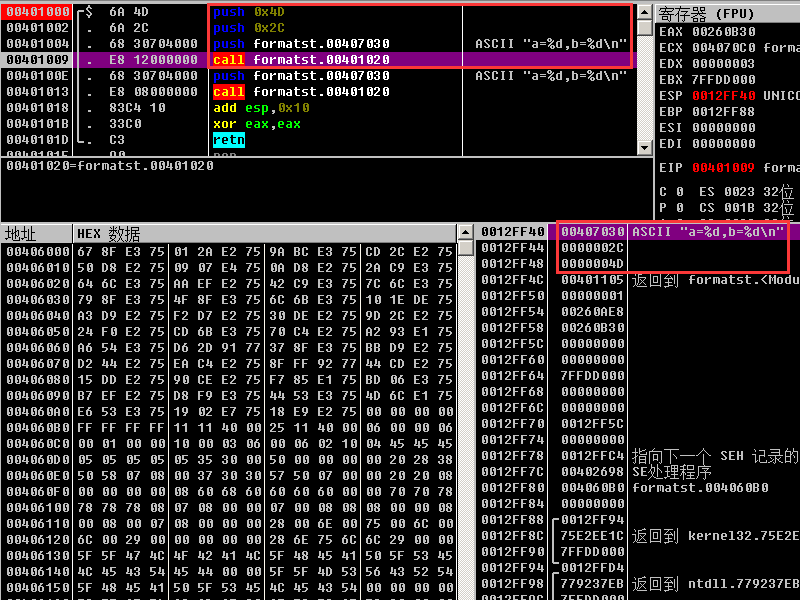 00401000 $ 6A 4D push 0x4D
00401002 . 6A 2C push 0x2C
00401004 . 68 30704000 push formatst.00407030 ASCII "a=%d,b=%d\n"
00401009 . E8 12000000 call formatst.00401020
0040100E . 68 30704000 push formatst.00407030 ASCII "a=%d,b=%d\n"
00401013 . E8 08000000 call formatst.00401020
00401018 . 83C4 10 add esp,0x10
0040101B . 33C0 xor eax,eax
0040101D . C3 retn
00401020=formatst.00401020
寄存器 (FPU)
EAX 00260B30
ECX 004070C0 forma
EDX 00000003
EBX 7FFDD000
ESP 0012FF40 UNICO
EBP 0012FF88
ESI 00000000
EDI 00000000
EIP 00401009 forma
C 0 ES 0023 32位
P 0 CS 001B 32位
地址 HEX 数据
00406000 67 8F E3 75 01 2A E2 75 9A BC E3 75 CD 2C E2 75
00406010 50 D8 E2 75 09 07 E4 75 0A D8 E2 75 2A C9 E3 75
00406020 64 6C E3 75 AA EF E2 75 42 C9 E3 75 7C 6C E3 75
00406030 79 8F E3 75 4F 8F E3 75 6C 6B E3 75 10 1E DE 75
00406040 A3 D9 E2 75 F2 D7 E2 75 30 DE E2 75 9D 2C E2 75
00406050 24 F0 E2 75 CD 6B E3 75 70 C4 E2 75 A2 93 E1 75
00406060 A6 54 E3 75 D6 2D 91 77 37 8F E3 75 BB D9 E2 75
00406070 D2 44 E2 75 EA C4 E2 75 8F FF 92 77 44 CD E2 75
00406080 15 DD E2 75 90 CE E2 75 F7 85 E1 75 BD 06 E3 75
00406090 B7 EF E2 75 D8 F9 E3 75 44 53 E3 75 4D 6C E1 75
004060A0 E6 53 E3 75 19 02 E7 75 18 E9 E2 75 00 00 00 00
004060B0 FF FF FF FF 11 11 40 00 25 11 40 00 06 00 00 06
004060C0 00 01 00 00 10 00 03 06 00 06 02 10 04 45 45 45
004060D0 05 05 05 05 05 35 30 00 50 00 00 00 00 20 28 38
004060E0 50 58 07 08 00 37 30 30 57 50 07 00 00 20 20 08
004060F0 00 00 00 00 08 60 68 60 60 60 60 00 00 70 70 78
00406100 78 78 78 08 07 08 00 00 07 00 08 08 08 00 00 08
00406110 00 08 00 07 08 00 00 00 28 00 6E 00 75 00 6C 00
00406120 6C 00 29 00 00 00 00 00 28 6E 75 6C 6C 29 00 00
00406130 5F 5F 47 4C 4F 42 41 4C 5F 48 45 41 50 5F 53 45
00406140 4C 45 43 54 45 44 00 00 5F 5F 4D 53 56 43 52 54
00406150 5F 48 45 41 50 5F 53 45 4C 45 43 54 00 00 00 00
0012FF40 00407030 ASCII "a=%d,b=%d\n"
0012FF44 0000002C
0012FF48 0000004D
0012FF4C 00401105 返回到 formatst.<Modu
0012FF50 00000001
0012FF54 00260AE8
0012FF58 00260B30
0012FF5C 00000000
0012FF60 00000000
0012FF64 7FFDD000
0012FF68 00000000
0012FF6C 00000000
0012FF70 0012FF5C
0012FF74 00000000
0012FF78 0012FFC4 指向下一个 SEH 记录的
0012FF7C 00402698 SE处理程序
0012FF80 004060B0 formatst.004060B0
0012FF84 00000000
0012FF88 0012FF94
0012FF8C 75E2EE1C 返回到 kernel32.75E2E
0012FF90 7FFDD000
0012FF94 0012FFD4
0012FF98 779237EB 返回到 ntdll.779237EB
0012FF9C 7FFDD000